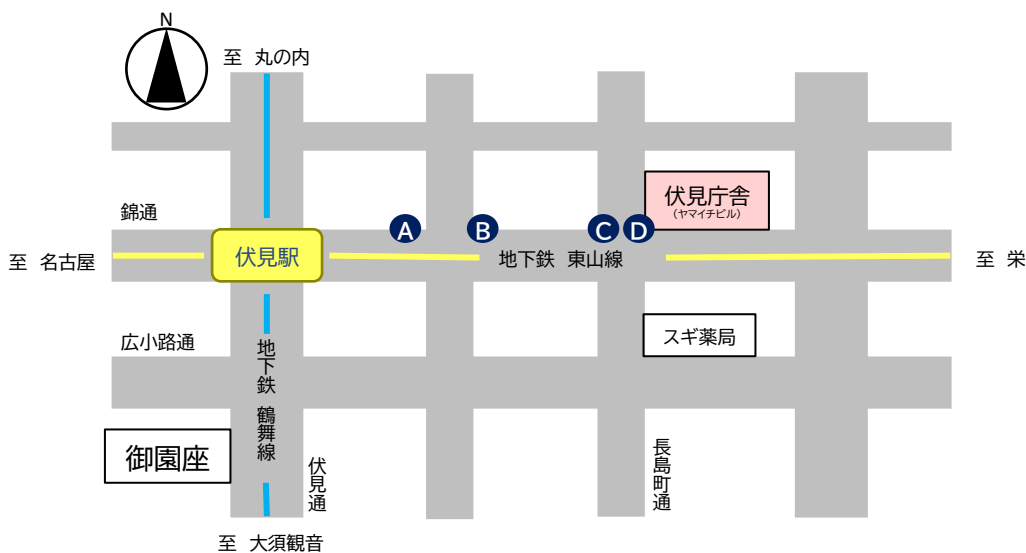 N
至 丸の内
伏見庁舎
（ヤマイチビル）
錦通
A
B
C
D
至 名古屋
伏見駅
地下鉄 東山線
至 栄
広小路通
スギ薬局
地下鉄 鶴舞線
御園座
伏見通
長島町通
至 大須観音